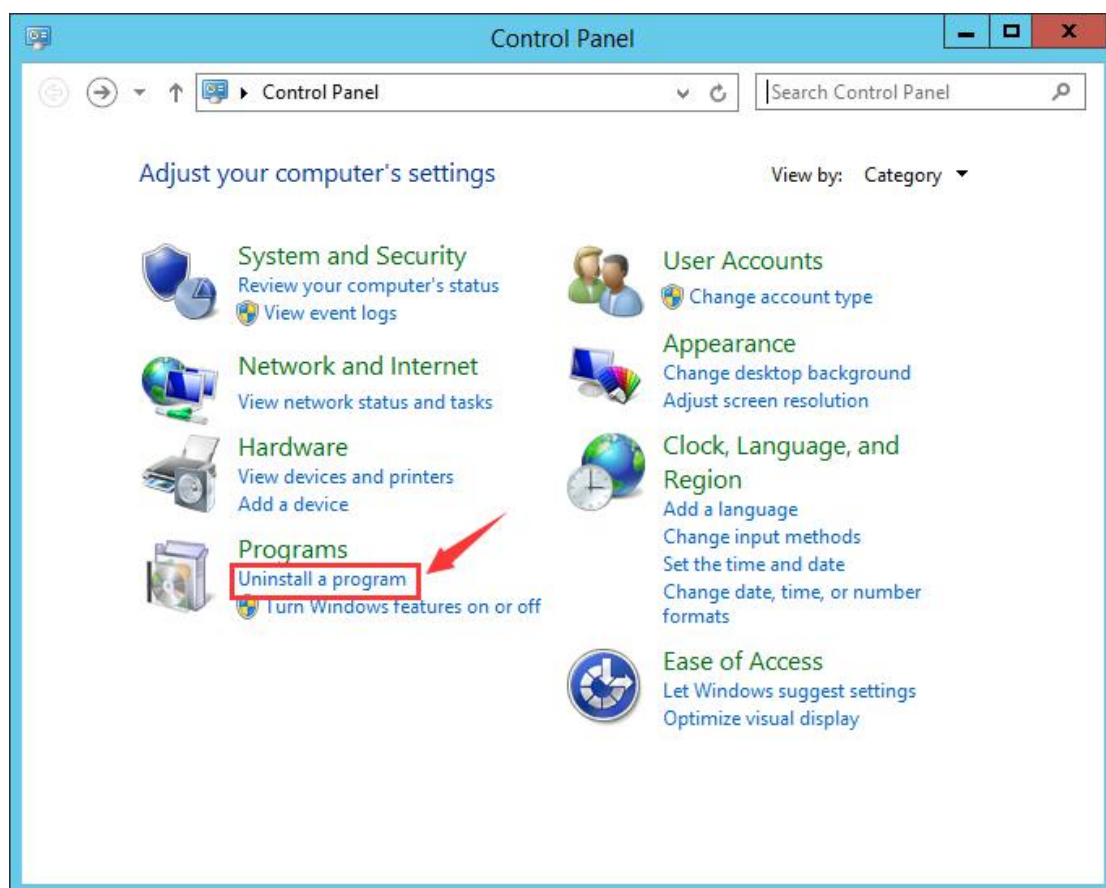 Control Panel
Control Panel
Search Control Panel
Adjust your computer's settings
View by: Category
System and Security
Review your computer's status
View event logs
Network and Internet
View network status and tasks
Hardware
View devices and printers
Add a device
Programs
Uninstall a program
Turn Windows features on or off
User Accounts
Change account type
Appearance
Change desktop background
Adjust screen resolution
Clock, Language, and
Region
Add a language
Change input methods
Set the time and date
Change date, time, or number
formats
Ease of Access
Let Windows suggest settings
Optimize visual display